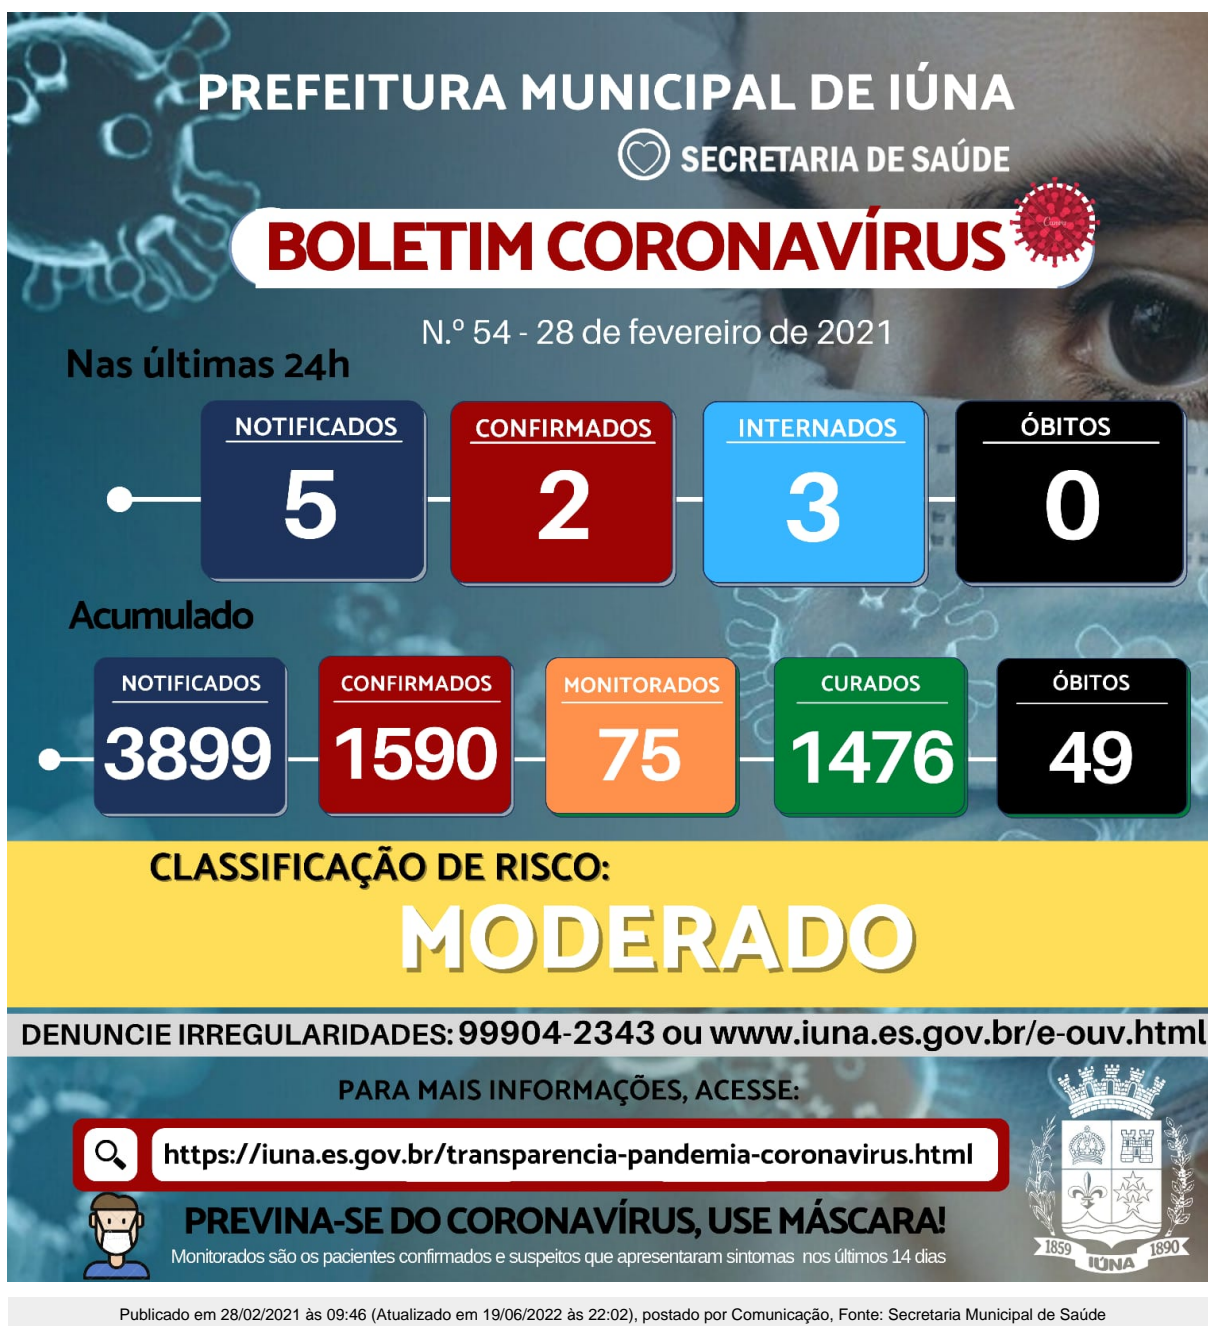 PREFEITURA MUNICIPAL DE IÚNA
SECRETARIA DE SAÚDE
BOLETIM CORONAVÍRUS
Canva
N.º 54 - 28 de fevereiro de 2021
Nas últimas 24h
NOTIFICADOS
5
CONFIRMADOS
2
INTERNADOS
3
ÓBITOS
0
Acumulado
NOTIFICADOS
3899
CONFIRMADOS
1590
MONITORADOS
75
CURADOS
1476
ÓBITOS
49
CLASSIFICAÇÃO DE RISCO:
MODERADO
DENUNCIE IRREGULARIDADES: 99904-2343 ou www.iuna.es.gov.br/e-ouv.html
PARA MAIS INFORMAÇÕES, ACESSE:
https://iuna.es.gov.br/transparencia-pandemia-coronavirus.html
PREVINA-SE DO CORONAVÍRUS, USE MÁSCARA!
Monitorados são os pacientes confirmados e suspeitos que apresentaram sintomas nos últimos 14 dias
1859 IÚNA 1890
Publicado em 28/02/2021 às 09:46 (Atualizado em 19/06/2022 às 22:02), postado por Comunicação, Fonte: Secretaria Municipal de Saúde